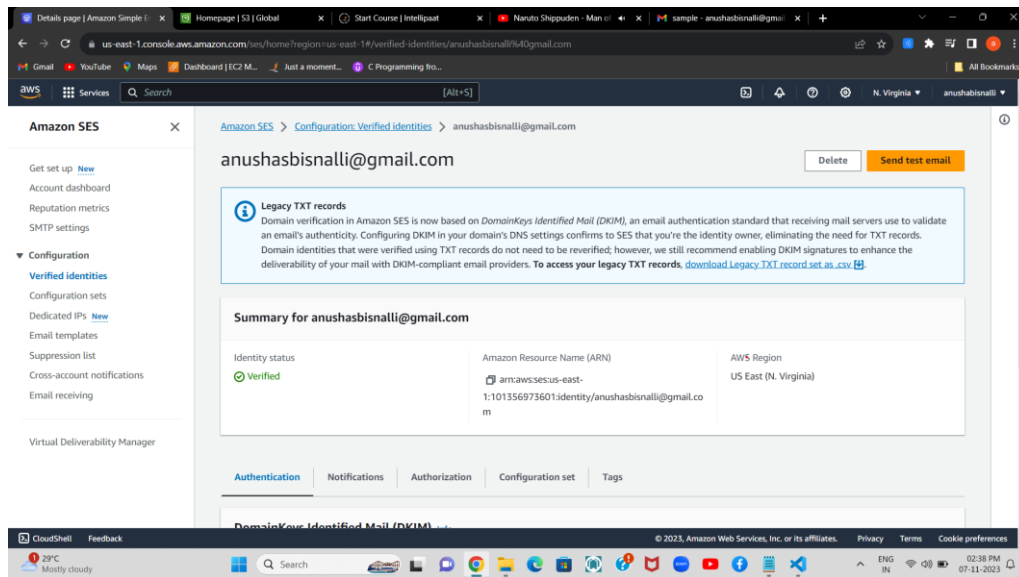 Details page | Amazon Simple E
Homepage | S3 | Global
Start Course | Intellipaat
Naruto Shippuden - Man of
sample - anushasbisnalli@gmail
us-east-1.console.aws.amazon.com/ses/home?region=us-east-1#/verified-identities/anushasbisnalli%40gmail.com
Gmail
YouTube
Maps
Dashboard | EC2 M...
Just a moment...
C Programming fro...
All Bookmarks
aws
Services
Search
[Alt+S]
N. Virginia
anushabisnalli
Amazon SES
Get set up New
Account dashboard
Reputation metrics
SMTP settings
Configuration
Verified identities
Configuration sets
Dedicated IPs New
Email templates
Suppression list
Cross-account notifications
Email receiving
Virtual Deliverability Manager
Amazon SES > Configuration: Verified identities > anushasbisnalli@gmail.com
anushasbisnalli@gmail.com
Delete
Send test email
Legacy TXT records
Domain verification in Amazon SES is now based on DomainKeys Identified Mail (DKIM), an email authentication standard that receiving mail servers use to validate
an email's authenticity. Configuring DKIM in your domain's DNS settings confirms to SES that you're the identity owner, eliminating the need for TXT records.
Domain identities that were verified using TXT records do not need to be reverified; however, we still recommend enabling DKIM signatures to enhance the
deliverability of your mail with DKIM-compliant email providers. To access your legacy TXT records, download Legacy TXT record set as .csv.
Summary for anushasbisnalli@gmail.com
Identity status
Verified
Amazon Resource Name (ARN)
arn:aws:ses:us-east-
1:101356973601:identity/anushasbisnalli@gmail.co
m
AWS Region
US East (N. Virginia)
Authentication
Notifications
Authorization
Configuration set
Tags
DomainKeys Identified Mail (DKIM)
CloudShell
Feedback
© 2023, Amazon Web Services, Inc. or its affiliates.
Privacy
Terms
Cookie preferences
1
29°C
Mostly cloudy
Search
ENG
IN
02:38 PM
07-11-2023